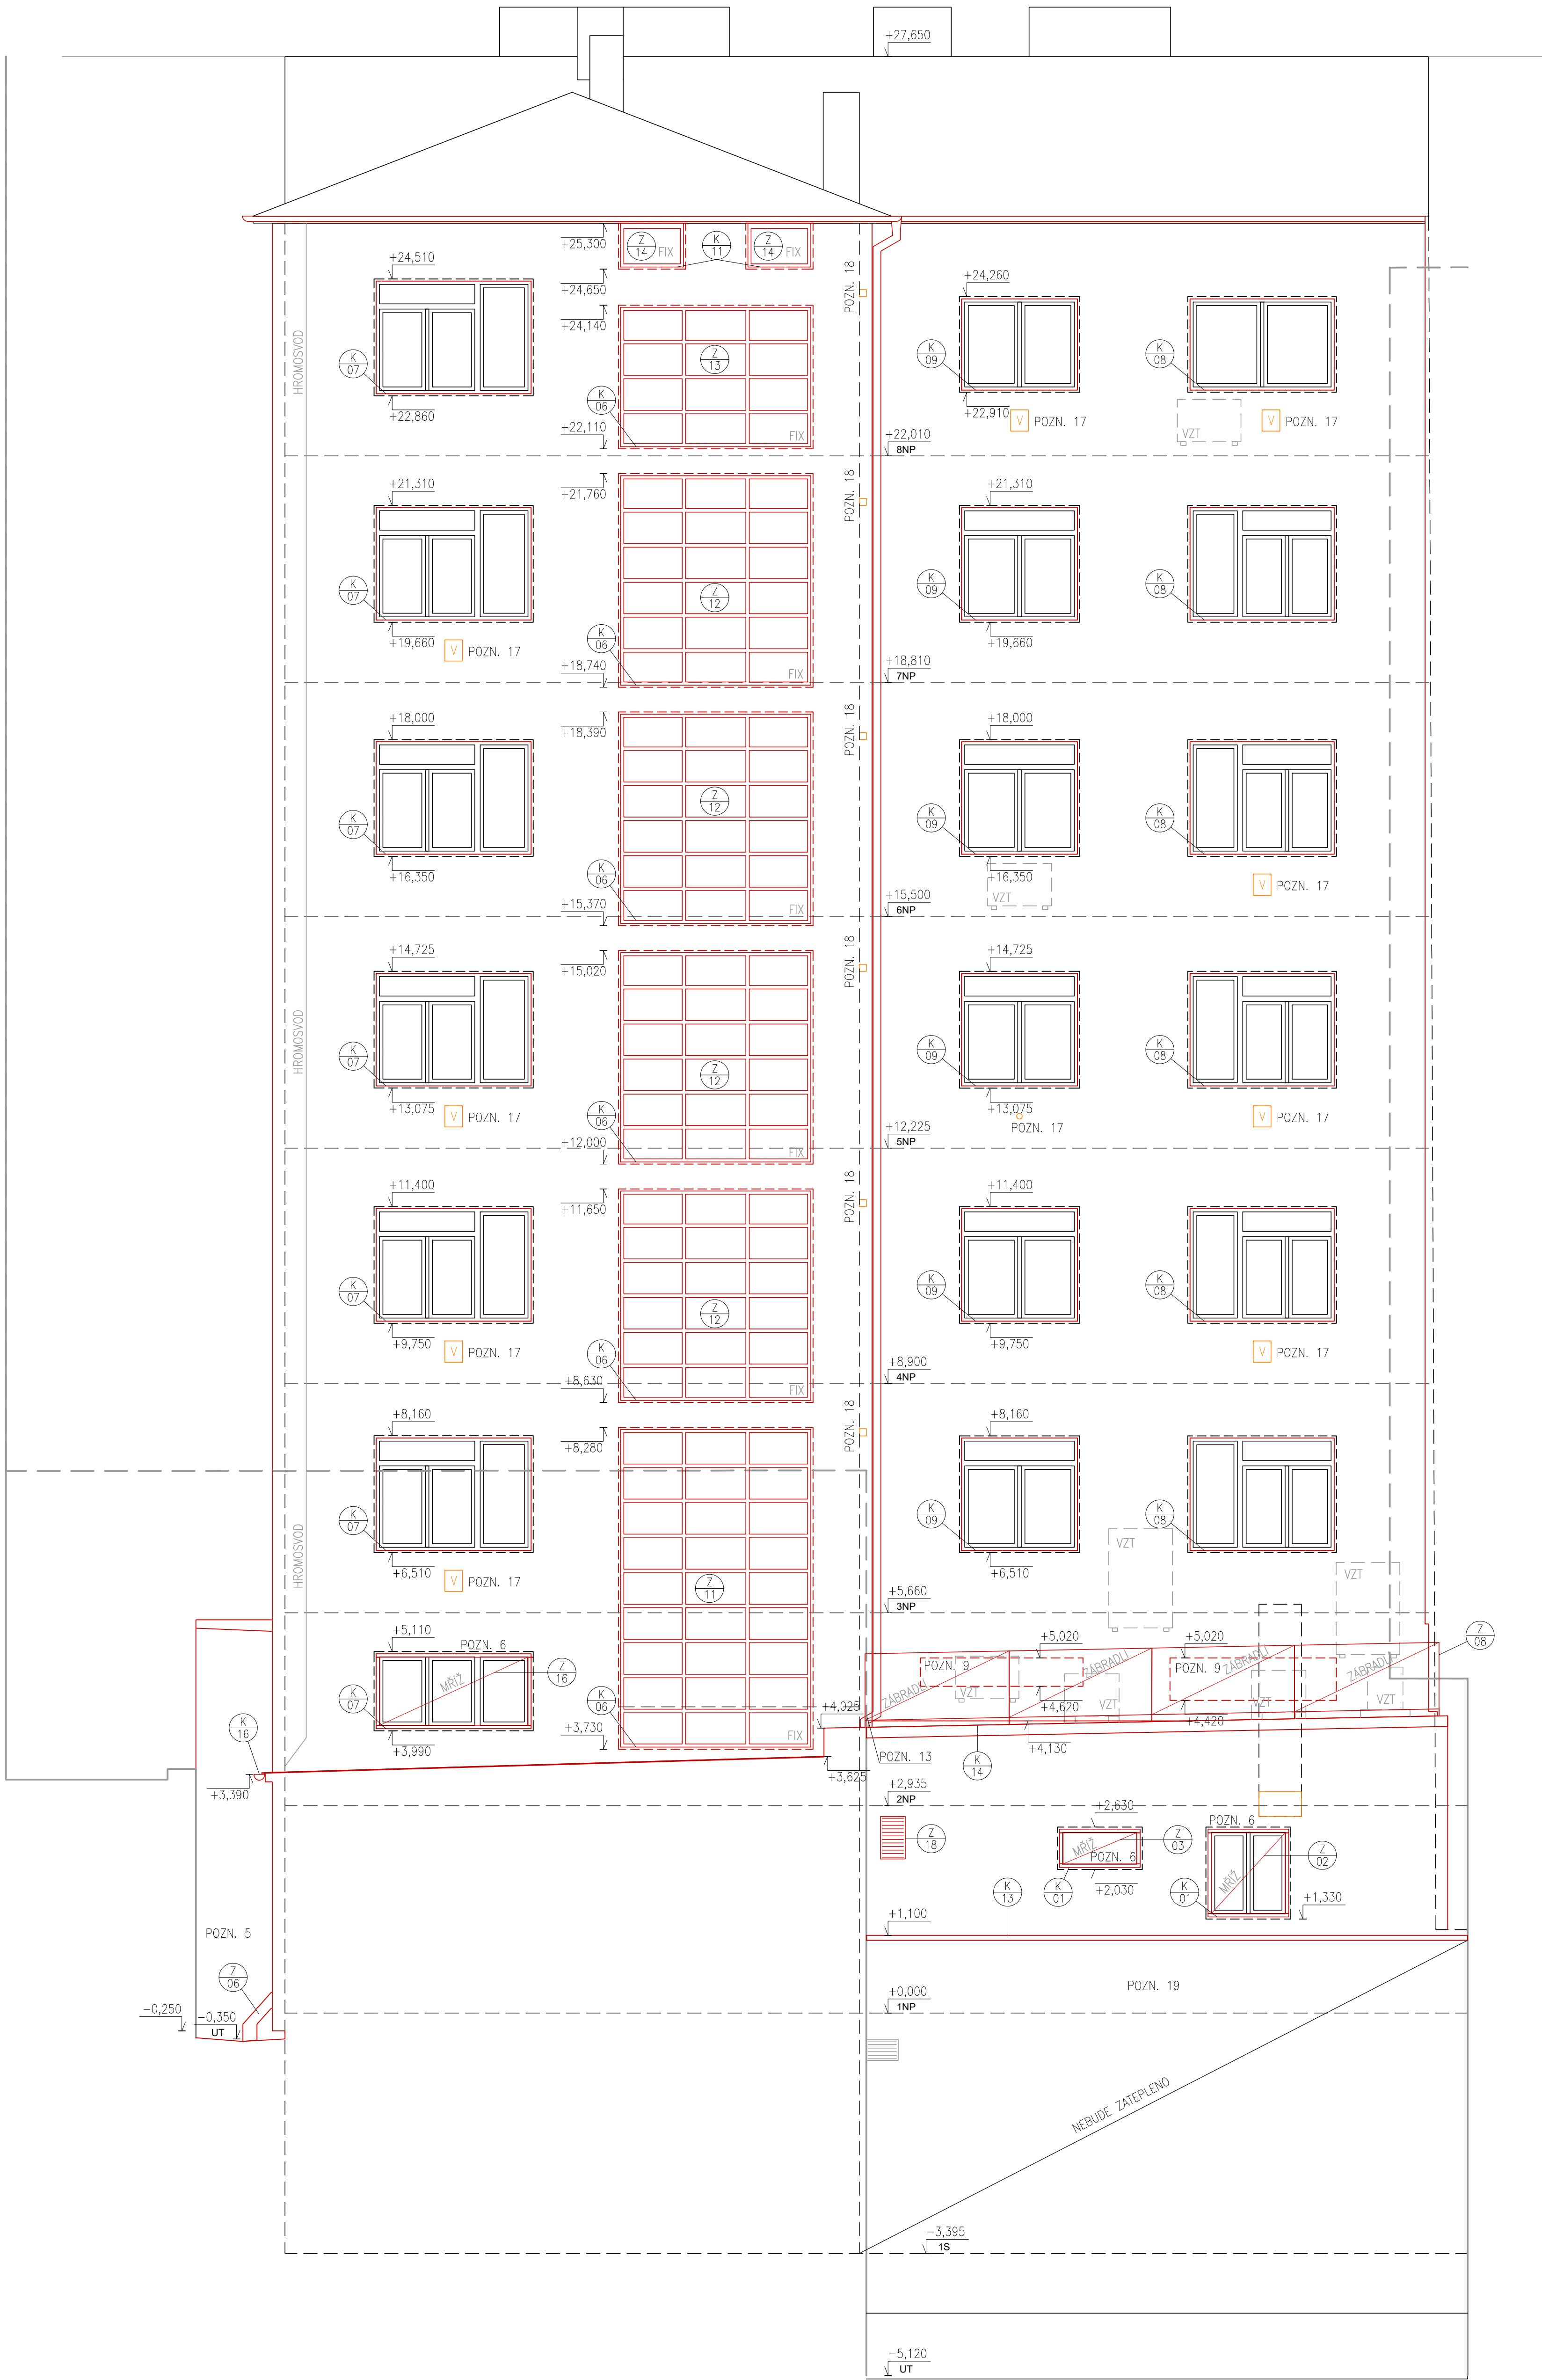 +27,650
+25,300
Z
14
FIX
K
11
Z
14
FIX
+24,510
+24,650
POZN. 18
+24,260
+24,140
HROMOSVOD
K
07
Z
13
K
09
K
08
K
06
+22,860
+22,910
V
POZN. 17
VZT
V
POZN. 17
+22,110
FIX
+22,010
8NP
+21,310
+21,760
POZN. 18
+21,310
K
07
Z
12
K
09
K
08
K
06
+19,660
V
POZN. 17
+19,660
+18,740
FIX
+18,810
7NP
+18,000
+18,390
POZN. 18
+18,000
K
07
Z
12
K
09
K
08
K
06
+16,350
+16,350
VZT
V
POZN. 17
+15,370
FIX
+15,500
6NP
+14,725
+15,020
POZN. 18
+14,725
HROMOSVOD
K
07
Z
12
K
09
K
08
K
06
+13,075
V
POZN. 17
+13,075
POZN. 17
V
POZN. 17
+12,000
FIX
+12,225
5NP
+11,400
+11,650
POZN. 18
+11,400
K
07
Z
12
K
09
K
08
K
06
+9,750
V
POZN. 17
+9,750
V
POZN. 17
+8,630
FIX
+8,900
4NP
+8,160
+8,280
POZN. 18
+8,160
HROMOSVOD
K
07
K
09
K
08
VZT
+6,510
V
POZN. 17
Z
11
+6,510
VZT
+5,660
3NP
+5,110
POZN. 6
MŘÍŽ
Z
16
K
07
K
06
+5,020
+5,020
Z
08
POZN. 9
POZN. 9
ZÁBRADLÍ
ZÁBRADLÍ
ZÁBRADLÍ
ZÁBRADLÍ
VZT
VZT
VZT
VZT
+4,025
+4,620
+4,420
K
16
+3,990
+3,730
FIX
+4,130
POZN. 13
K
14
+3,390
+3,625
+2,935
2NP
+2,630
POZN. 6
Z
18
MŘÍŽ
POZN. 6
Z
03
MŘÍŽ
Z
02
K
13
K
01
+2,030
K
01
+1,330
+1,100
POZN. 5
Z
06
POZN. 19
-0,250
-0,350
UT
+0,000
1NP
NEBUDE ZATEPLENO
-3,395
1S
-5,120
UT